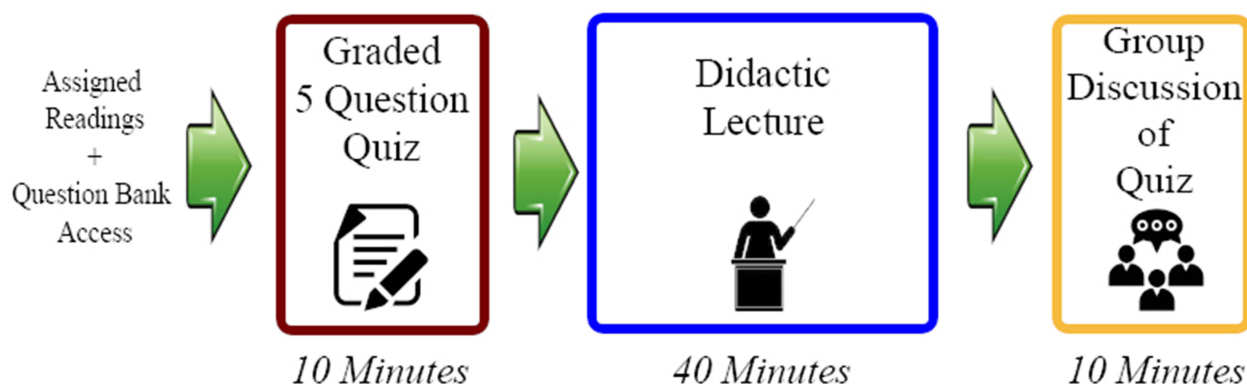 Assigned
Readings
+
Question Bank
Access
Graded
5 Question
Quiz
10 Minutes
Didactic
Lecture
40 Minutes
Group
Discussion
of
Quiz
10 Minutes